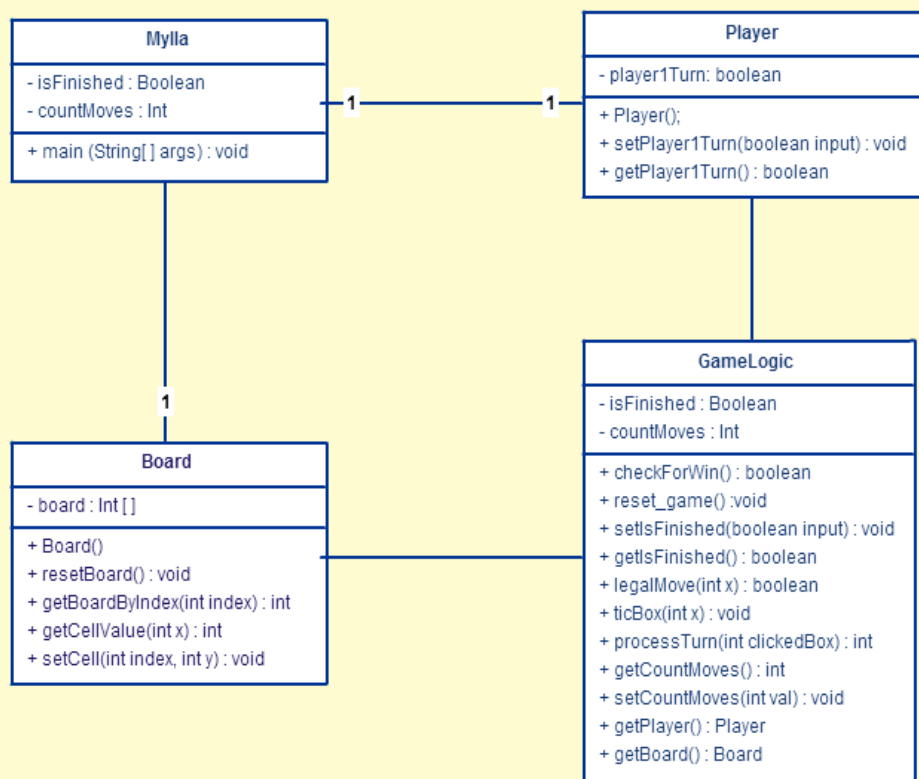 Mylla
- isFinished : Boolean
- countMoves : Int
+ main (String[ ] args) : void
1
1
Player
- player1Turn: boolean
+ Player();
+ setPlayer1Turn(boolean input) : void
+ getPlayer1Turn() : boolean
1
Board
- board : Int [ ]
+ Board()
+ resetBoard() : void
+ getBoardByIndex(int index) : int
+ getCellValue(int x) : int
+ setCell(int index, int y) : void
GameLogic
- isFinished : Boolean
- countMoves : Int
+ checkForWin() : boolean
+ reset_game() :void
+ setIsFinished(boolean input) : void
+ getIsFinished() : boolean
+ legalMove(int x) : boolean
+ ticBox(int x) : void
+ processTurn(int clickedBox) : int
+ getCountMoves() : int
+ setCountMoves(int val) : void
+ getPlayer() : Player
+ getBoard() : Board